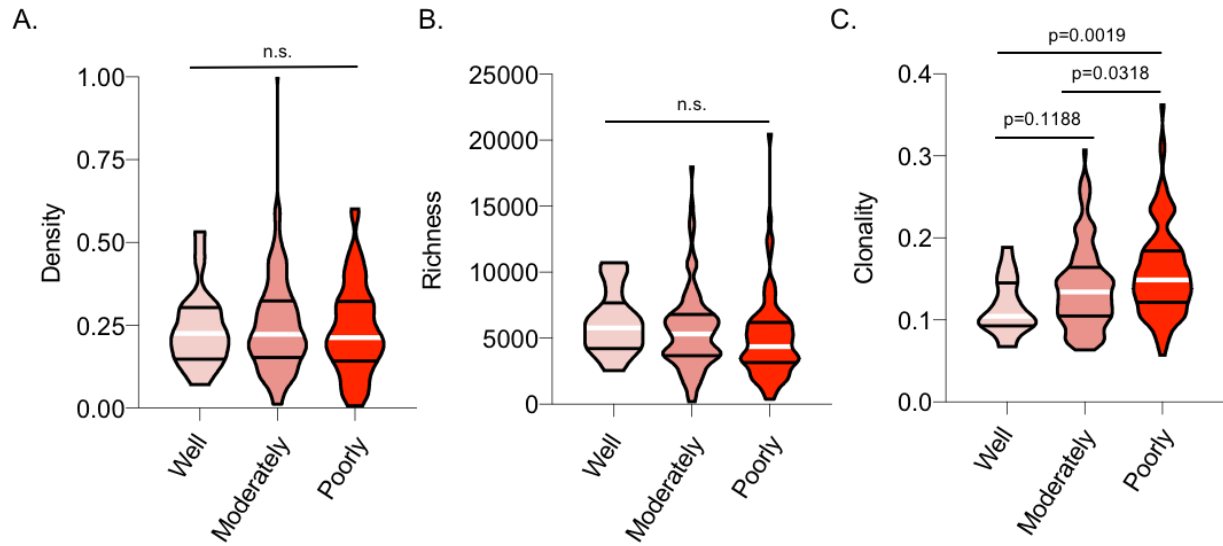 A.
n.s.
Density
1.00
0.75
0.50
0.25
0.00
Well
Moderately
Poorly
B.
n.s.
Richness
25000
20000
15000
10000
5000
0
Well
Moderately
Poorly
C.
p=0.0019
p=0.0318
p=0.1188
Clonality
0.4
0.3
0.2
0.1
0.0
Well
Moderately
Poorly